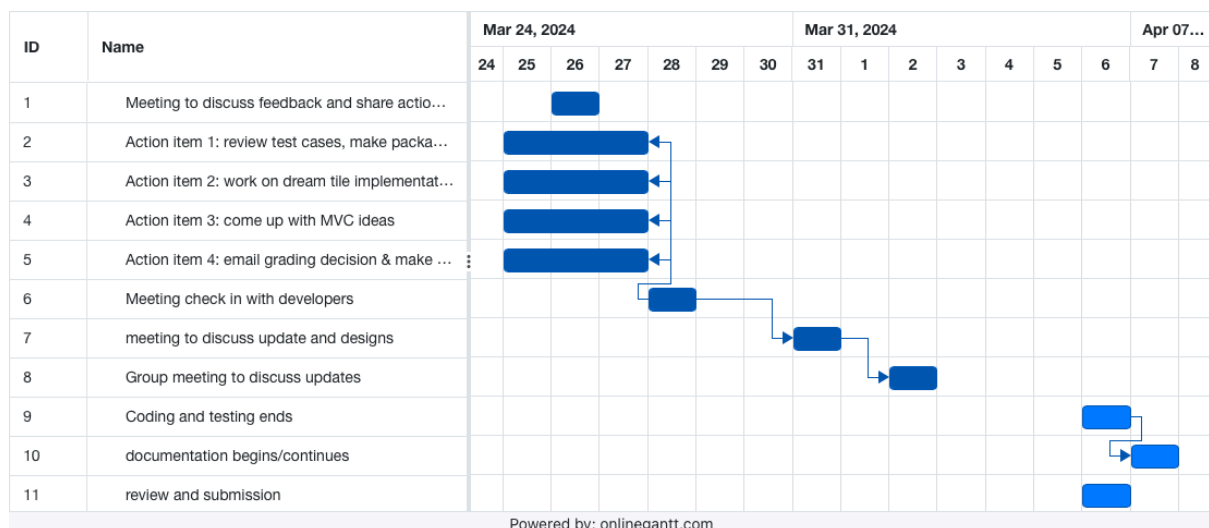 ID Name Mar 24, 2024 Mar 31, 2024 Apr 07...
24 25 26 27 28 29 30 31 1 2 3 4 5 6 7 8
1 Meeting to discuss feedback and share actio...
2 Action item 1: review test cases, make packa...
3 Action item 2: work on dream tile implementat...
4 Action item 3: come up with MVC ideas
5 Action item 4: email grading decision & make ...
6 Meeting check in with developers
7 meeting to discuss update and designs
8 Group meeting to discuss updates
9 Coding and testing ends
10 documentation begins/continues
11 review and submission
Powered by: onlinegantt.com